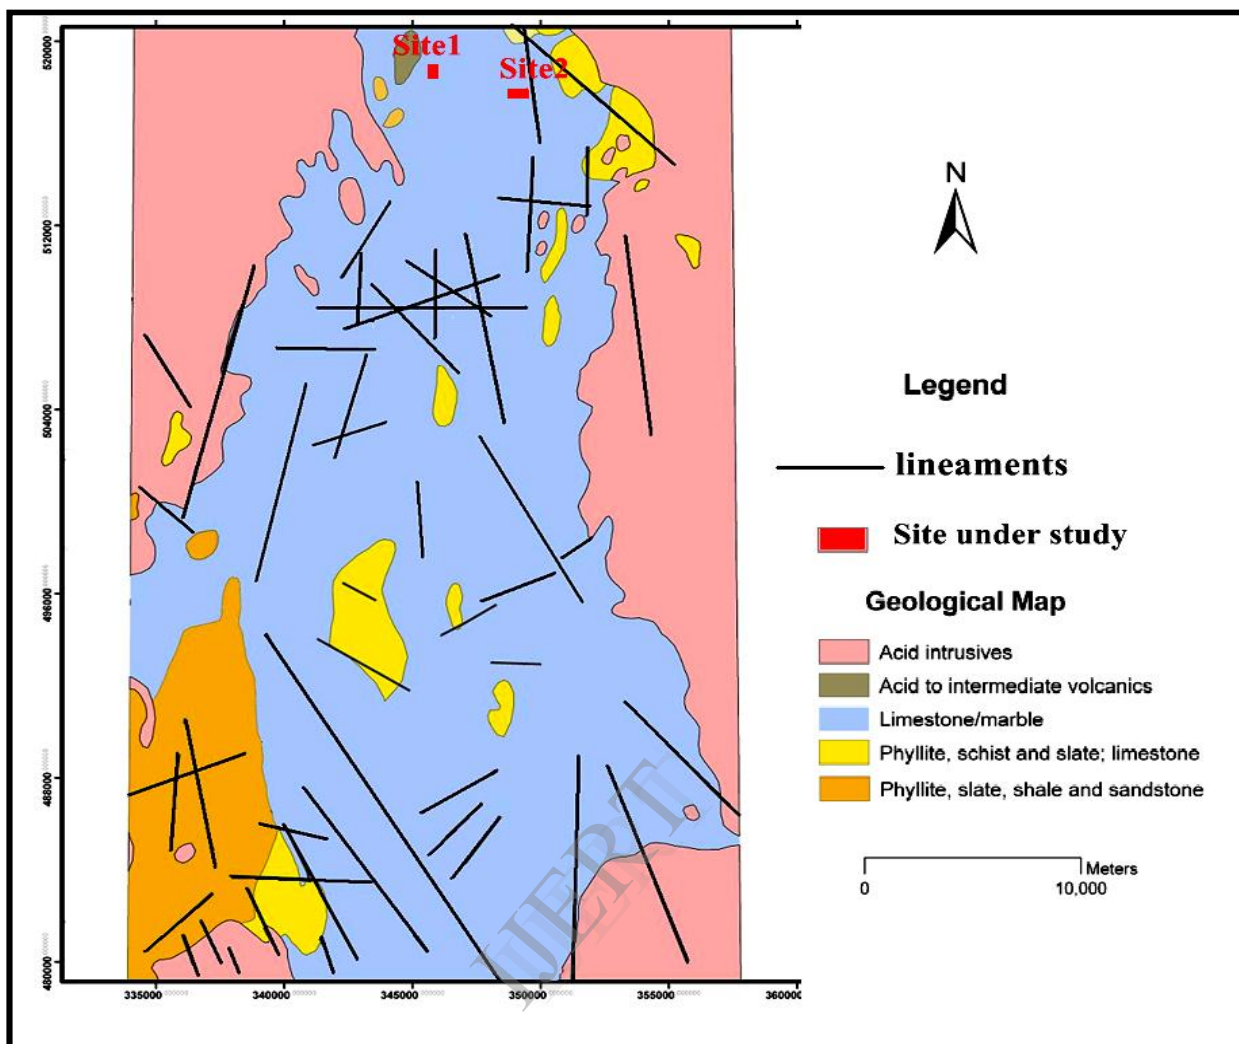 Site1
Site2
520000
512000
504000
496000
488000
480000
335000
340000
345000
350000
355000
360000
N
Legend
lineaments
Site under study
Geological Map
Acid intrusives
Acid to intermediate volcanics
Limestone/marble
Phyllite, schist and slate; limestone
Phyllite, slate, shale and sandstone
Meters
0 10,000
IJERT